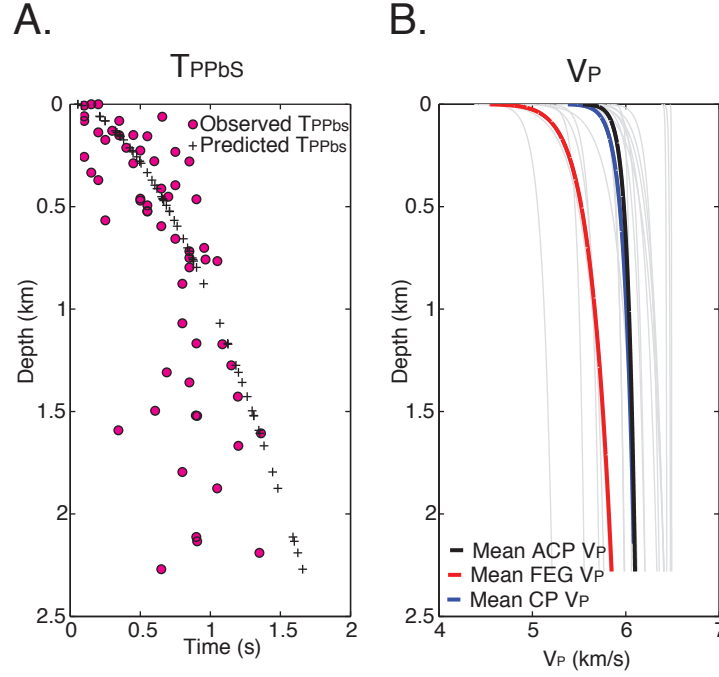 A.
B.
TPPbS
VP
0
0.5
1
1.5
2
2.5
Depth (km)
Observed TPPbs
Predicted TPPbs
0 0.5 1 1.5 2
Time (s)
0
0.5
1
1.5
2
2.5
Depth (km)
Mean ACP VP
Mean FEG VP
Mean CP VP
4 5 6 7
VP (km/s)